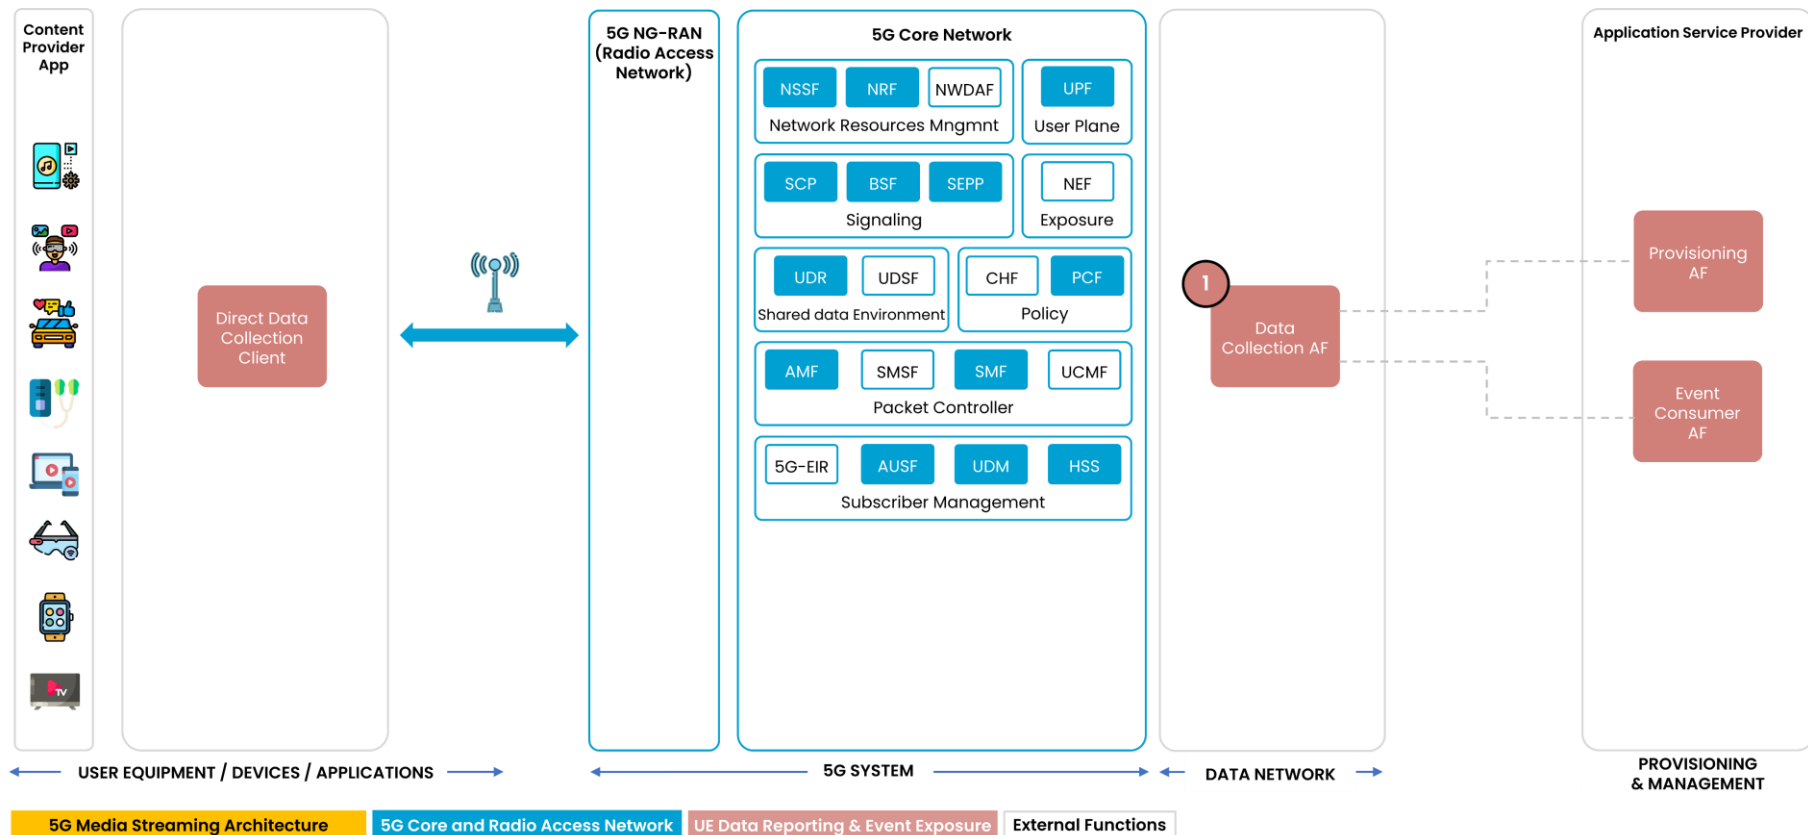 Content
Provider
App
5G NG-RAN
(Radio Access
Network)
5G Core Network
Application Service Provider
NSSF
NRF
NWDAF
Network Resources Mngmnt
UPF
User Plane
SCP
BSF
SEPP
Signaling
NEF
Exposure
UDR
UDSF
Shared data Environment
CHF
PCF
Policy
AMF
SMSF
SMF
UCMF
Packet Controller
5G-EIR
AUSF
UDM
HSS
Subscriber Management
Direct Data
Collection
Client
1
Data
Collection AF
Provisioning
AF
Event
Consumer
AF
TV
USER EQUIPMENT / DEVICES / APPLICATIONS
5G SYSTEM
DATA NETWORK
PROVISIONING
& MANAGEMENT
5G Media Streaming Architecture
5G Core and Radio Access Network
UE Data Reporting & Event Exposure
External Functions